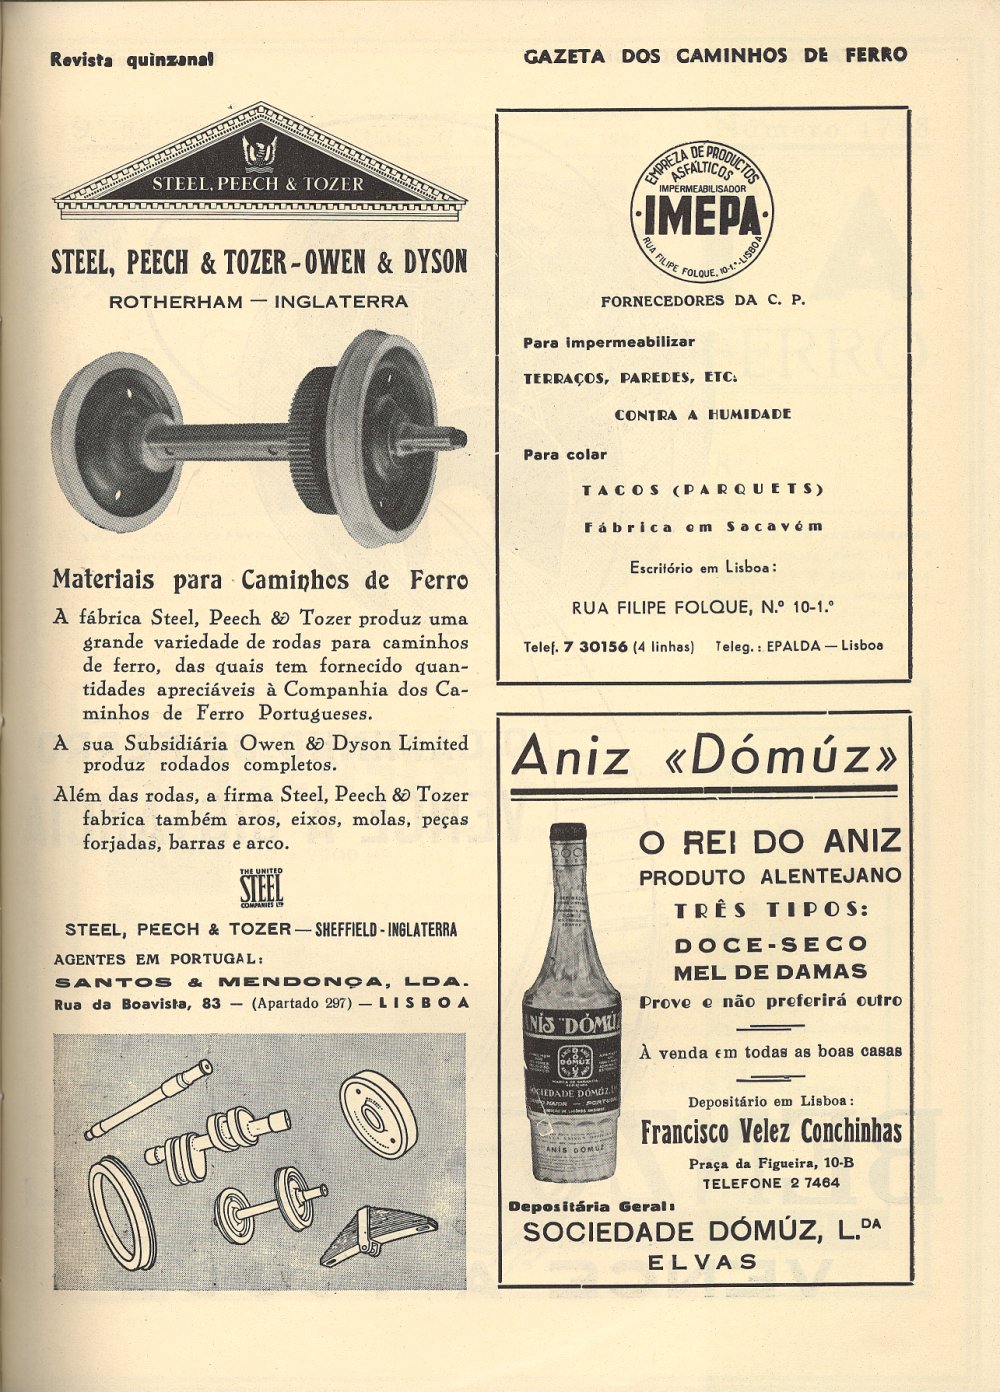 Revista quinzenal
GAZETA DOS CAMINHOS DE FERRO
STEEL, PEECH & TOZER
STEEL, PEECH & TOZER - OWEN & DYSON
ROTHERHAM — INGLATERRA
Materiais para Caminhos de Ferro
A fábrica Steel, Peech & Tozer produz uma
grande variedade de rodas para caminhos
de ferro, das quais tem fornecido quan-
tidades apreciáveis à Companhia dos Ca-
minhos de Ferro Portugueses.
A sua Subsidiária Owen & Dyson Limited
produz rodados completos.
Além das rodas, a firma Steel, Peech & Tozer
fabrica também aros, eixos, molas, peças
forjadas, barras e arco.
THE UNITED
STEEL
COMPANIES LTD
STEEL, PEECH & TOZER — SHEFFIELD - INGLATERRA
AGENTES EM PORTUGAL:
SANTOS & MENDONÇA, LDA.
Rua da Boavista, 83 — (Apartado 297) — LISBOA
EMPREZA DE PRODUCTOS
ASFÁLTICOS
IMPERMEABILISADOR
· IMEPA ·
RUA FILIPE FOLQUE, 10-1.º - LISBOA
FORNECEDORES DA C. P.
Para impermeabilizar
TERRAÇOS, PAREDES, ETC.
CONTRA A HUMIDADE
Para colar
TACOS (PARQUETS)
Fábrica em Sacavém
Escritório em Lisboa:
RUA FILIPE FOLQUE, N.º 10-1.º
Telef. 7 30156 (4 linhas) Teleg.: EPALDA — Lisboa
Aniz «Dómúz»
O REI DO ANIZ
PRODUTO ALENTEJANO
TRÊS TIPOS:
DOCE-SECO
MEL DE DAMAS
Prove e não preferirá outro
À venda em todas as boas casas
Depositário em Lisboa:
Francisco Velez Conchinhas
Praça da Figueira, 10-B
TELEFONE 2 7464
ANÍS "DÓMÚZ
DÓMÚZ
SOCIEDADE DÓMÚZ, L.
ANIS DOMUZ
Depositária Geral:
SOCIEDADE DÓMÚZ, L.DA
ELVAS